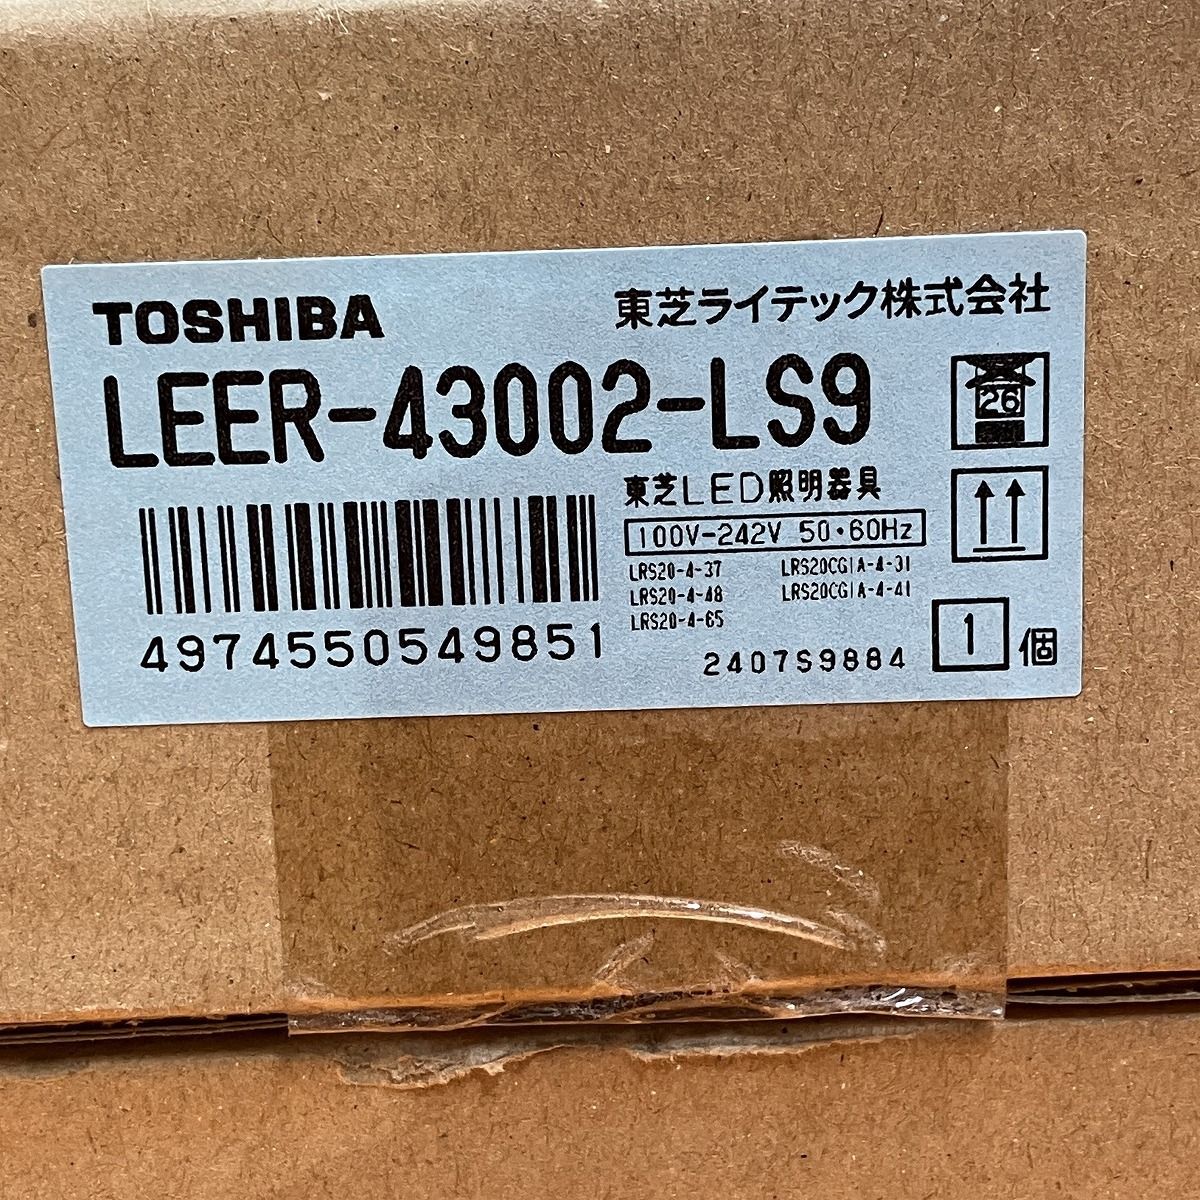 TOSHIBA
東芝ライテック株式会社
LEER-43002-LS9
26
東芝LED照明器具
100V-242V 50・60Hz
LRS20-4-37 LRS20CG1A-4-31
LRS20-4-48 LRS20CG1A-4-41
LRS20-4-65
4974550549851
2407S9884
1 個